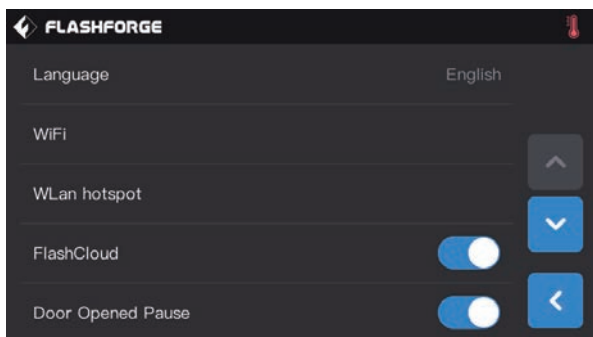 FLASHFORGE
Language English
WiFi
WLan hotspot
FlashCloud
Door Opened Pause